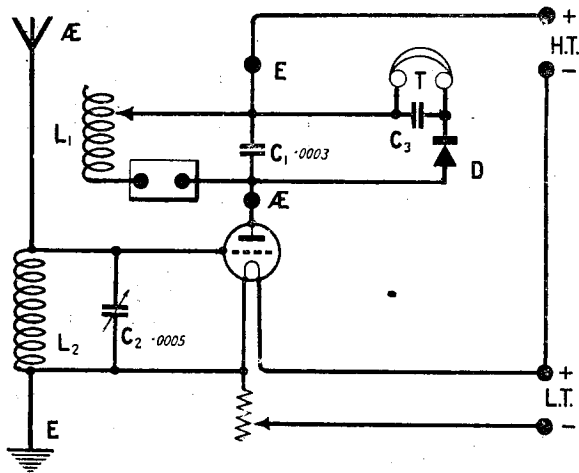 Æ
+
H.T.
−
E
T
L₁
C₃
C₁ ·0003
D
Æ
L₂
C₂ ·0005
+
L.T.
−
E